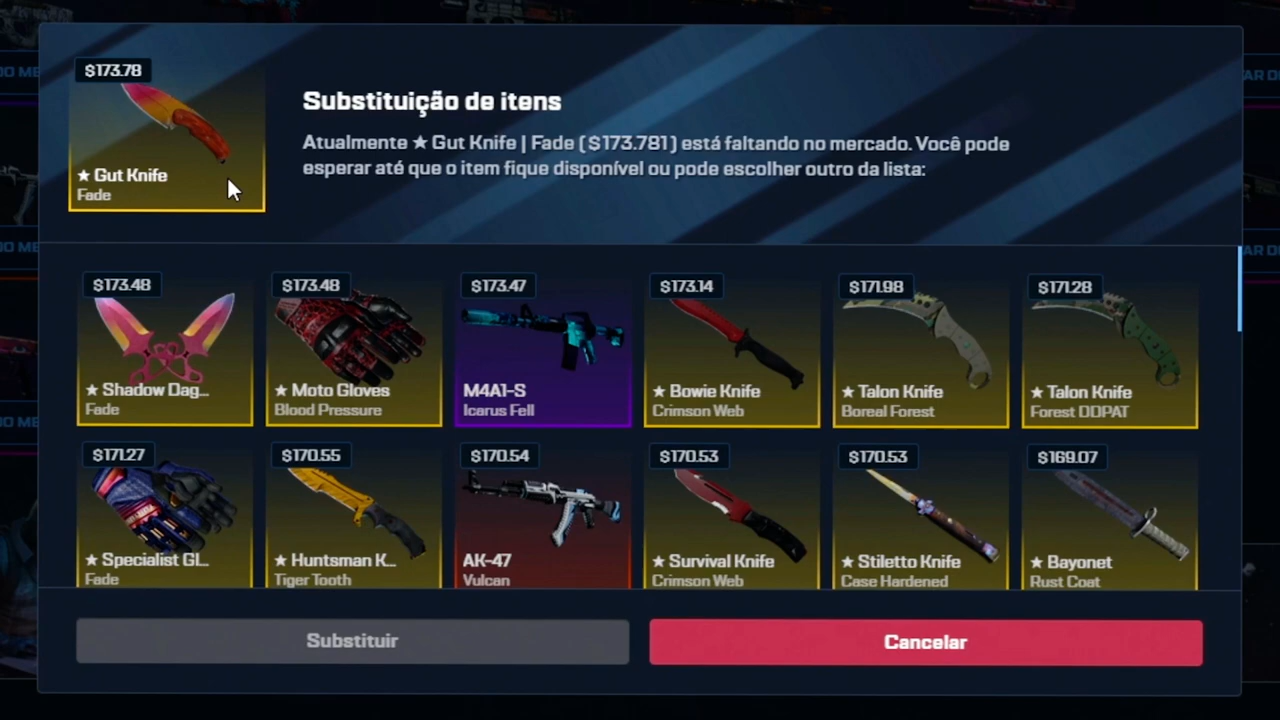 $173.78
★ Gut Knife
Fade
Substituição de itens
Atualmente ★ Gut Knife | Fade ($173.781) está faltando no mercado. Você pode
esperar até que o item fique disponível ou pode escolher outro da lista:
$173.48
★ Shadow Dag...
Fade
$173.48
★ Moto Gloves
Blood Pressure
$173.47
M4A1-S
Icarus Fell
$173.14
★ Bowie Knife
Crimson Web
$171.98
★ Talon Knife
Boreal Forest
$171.28
★ Talon Knife
Forest DDPAT
$171.27
★ Specialist Gl...
Fade
$170.55
★ Huntsman K...
Tiger Tooth
$170.54
AK-47
Vulcan
$170.53
★ Survival Knife
Crimson Web
$170.53
★ Stiletto Knife
Case Hardened
$169.07
★ Bayonet
Rust Coat
Substituir
Cancelar